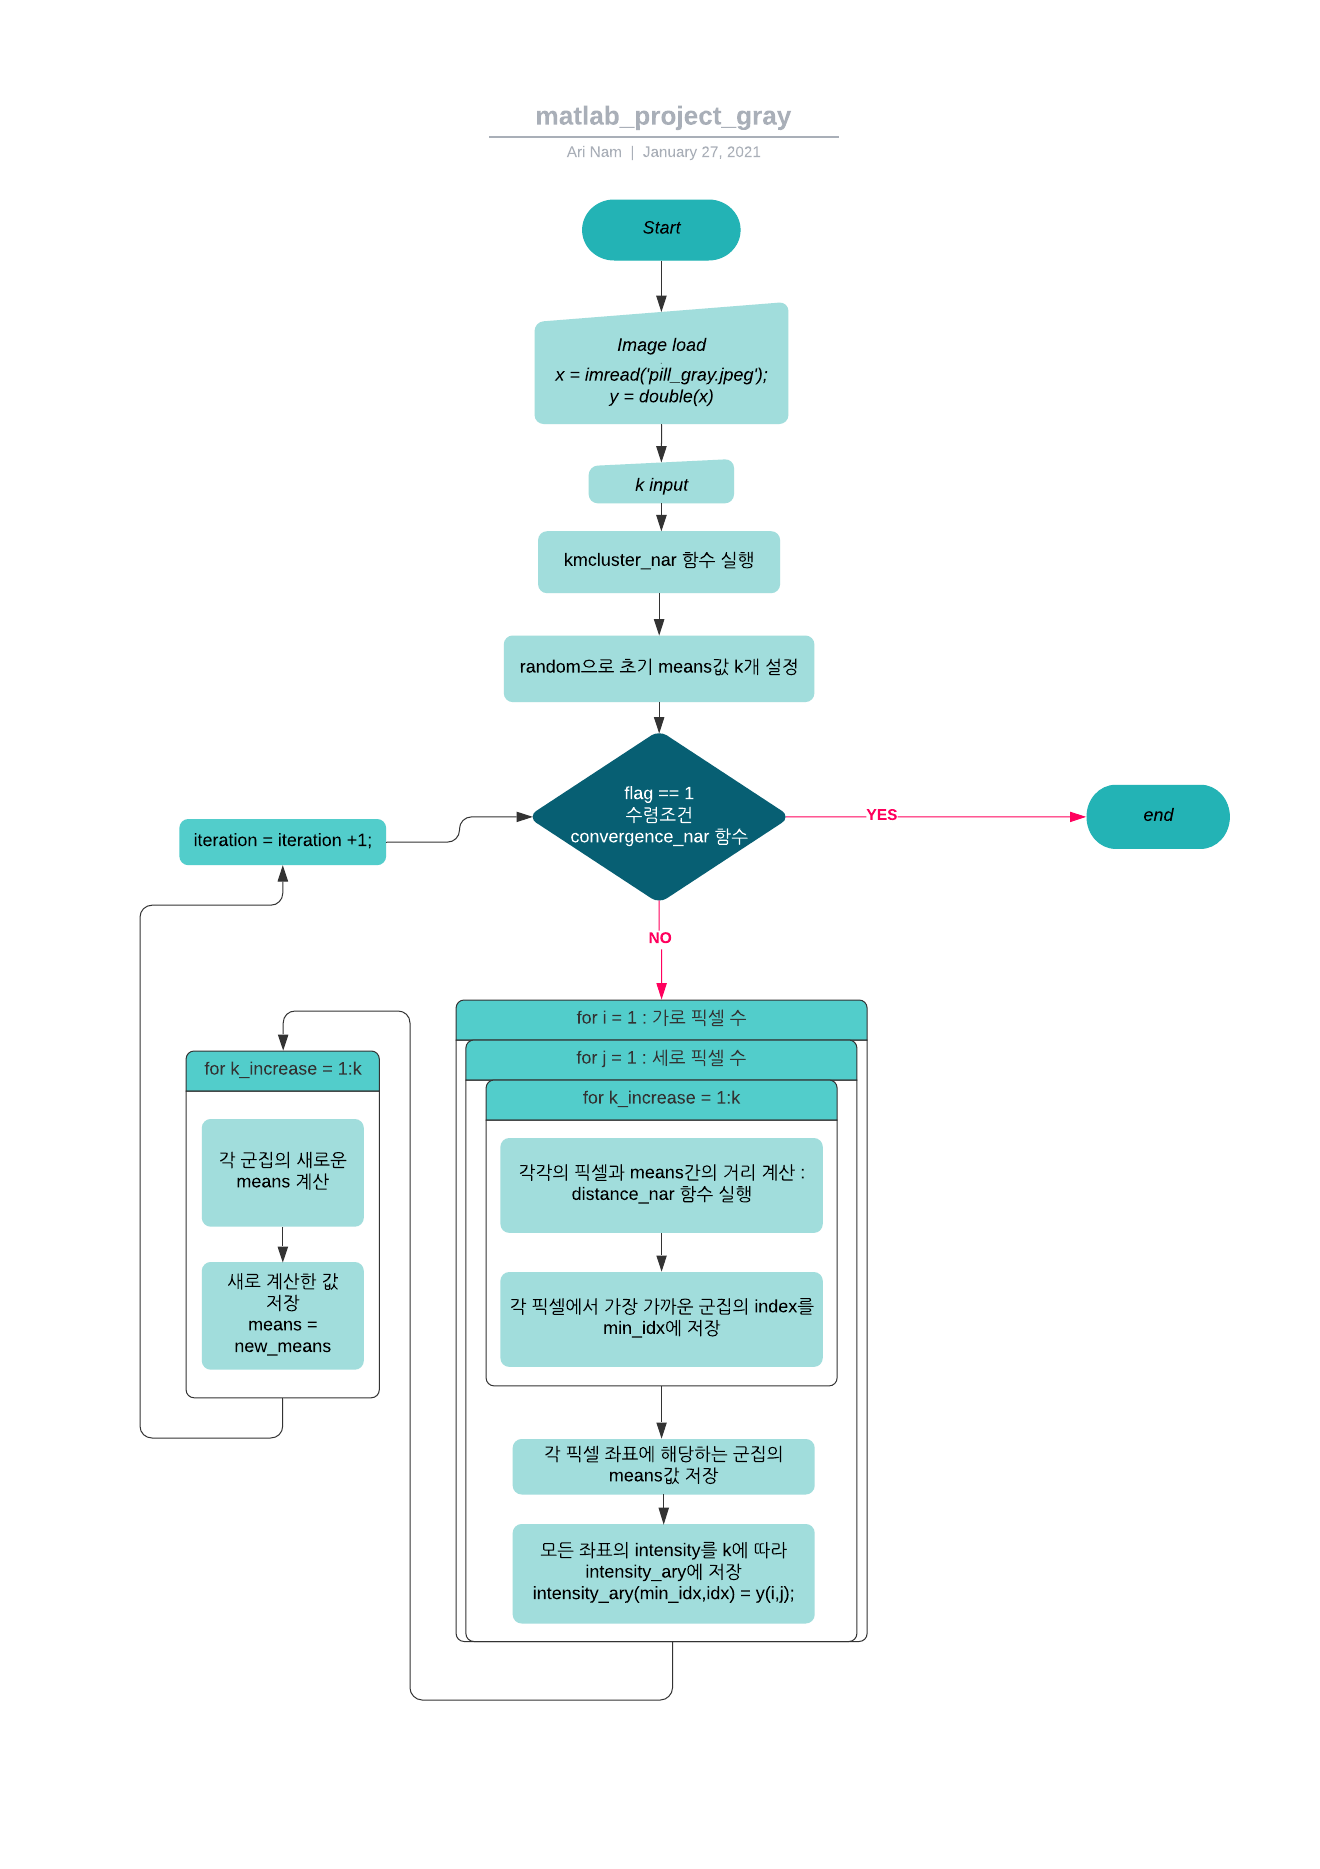 matlab_project_gray
Ari Nam | January 27, 2021
Start
Image load
x = imread('pill_gray.jpeg');
y = double(x)
k input
kmcluster_nar 함수 실행
random으로 초기 means값 k개 설정
flag == 1
수령조건
convergence_nar 함수
YES
end
iteration = iteration +1;
NO
for i = 1 : 가로 픽셀 수
for j = 1 : 세로 픽셀 수
for k_increase = 1:k
각각의 픽셀과 means간의 거리 계산 :
distance_nar 함수 실행
각 픽셀에서 가장 가까운 군집의 index를
min_idx에 저장
각 픽셀 좌표에 해당하는 군집의
means값 저장
모든 좌표의 intensity를 k에 따라
intensity_ary에 저장
intensity_ary(min_idx,idx) = y(i,j);
for k_increase = 1:k
각 군집의 새로운
means 계산
새로 계산한 값
저장
means =
new_means